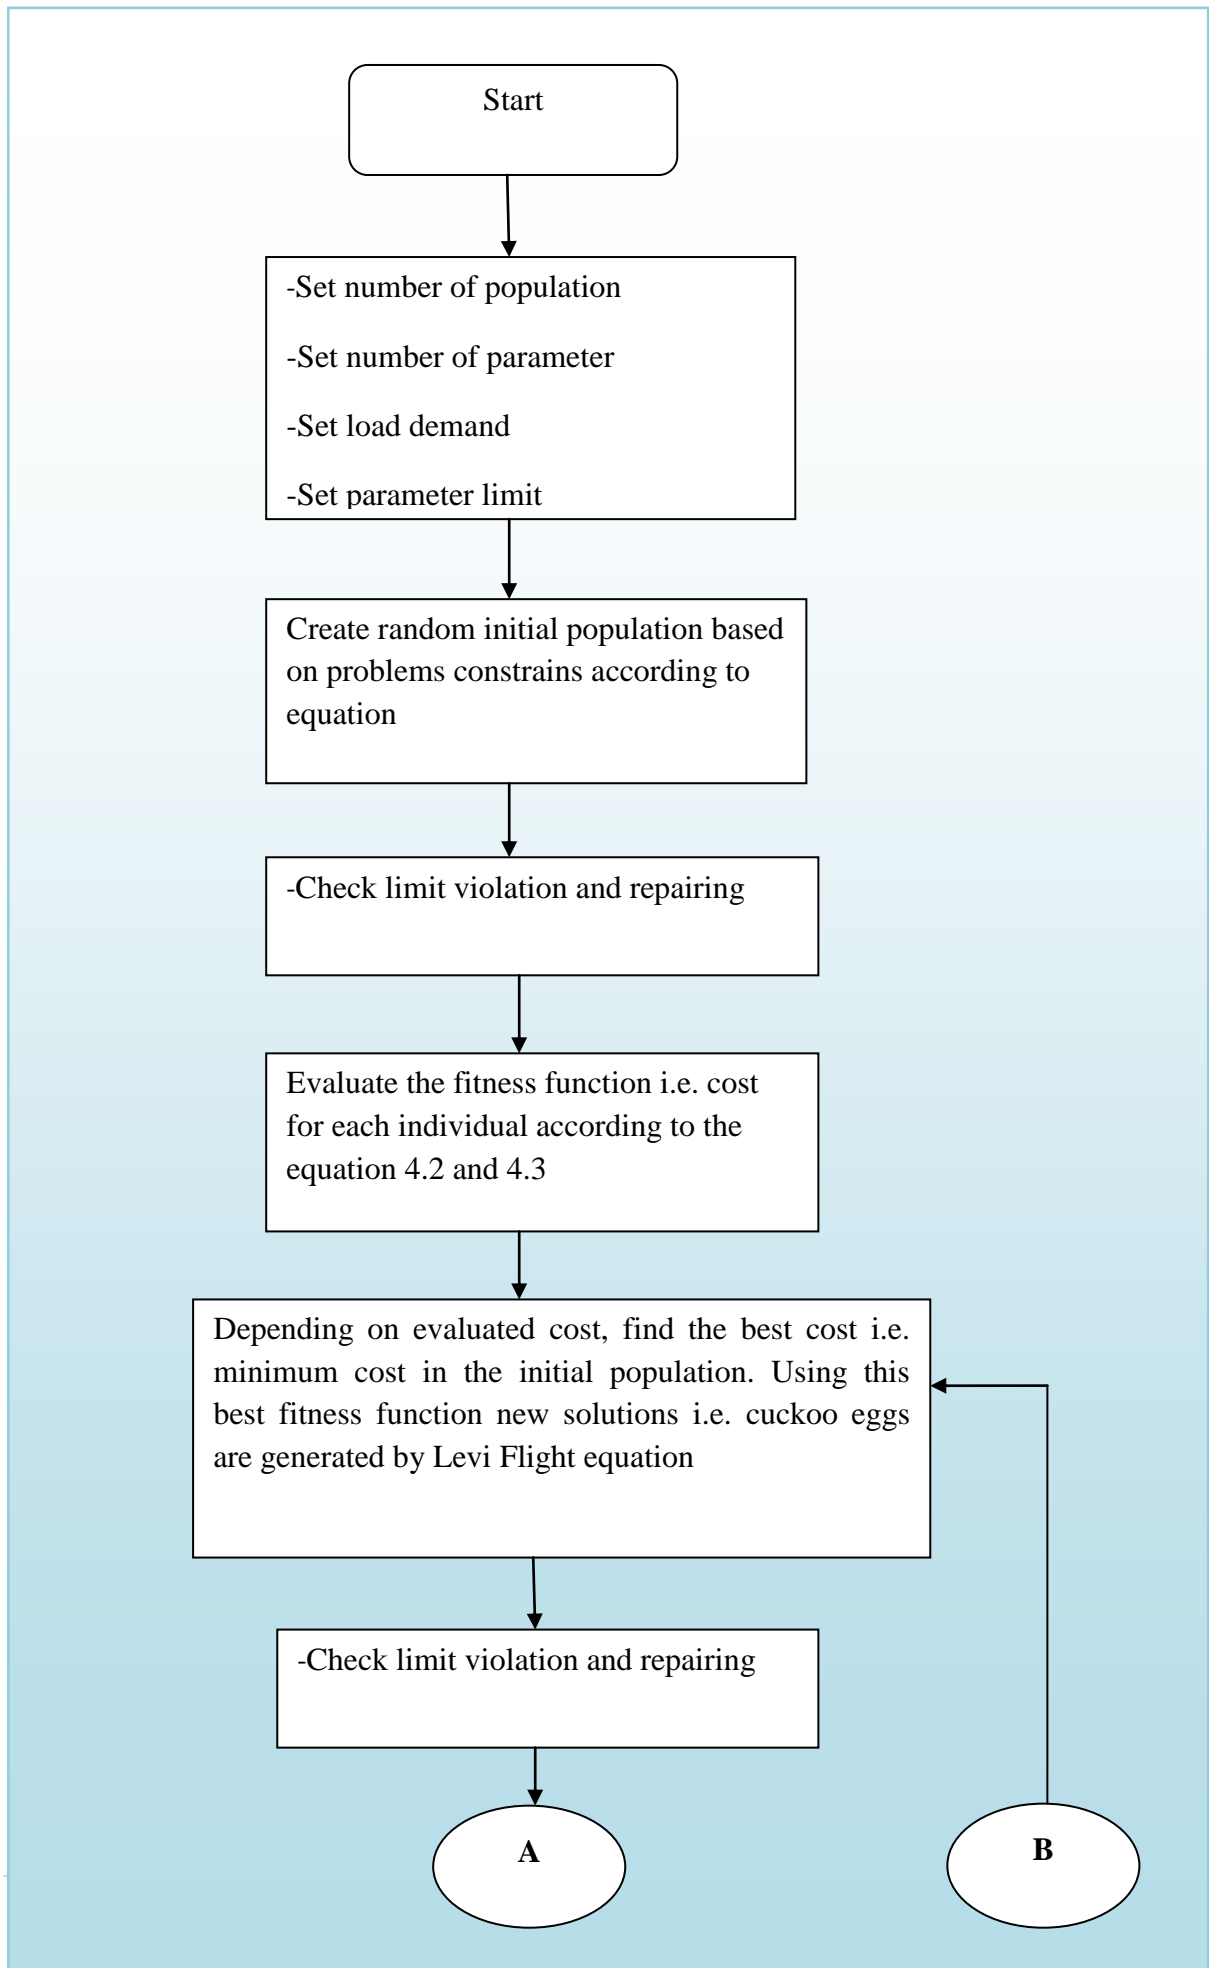 Start
-Set number of population
-Set number of parameter
-Set load demand
-Set parameter limit
Create random initial population based
on problems constrains according to
equation
-Check limit violation and repairing
Evaluate the fitness function i.e. cost
for each individual according to the
equation 4.2 and 4.3
Depending on evaluated cost, find the best cost i.e.
minimum cost in the initial population. Using this
best fitness function new solutions i.e. cuckoo eggs
are generated by Levi Flight equation
-Check limit violation and repairing
A
B